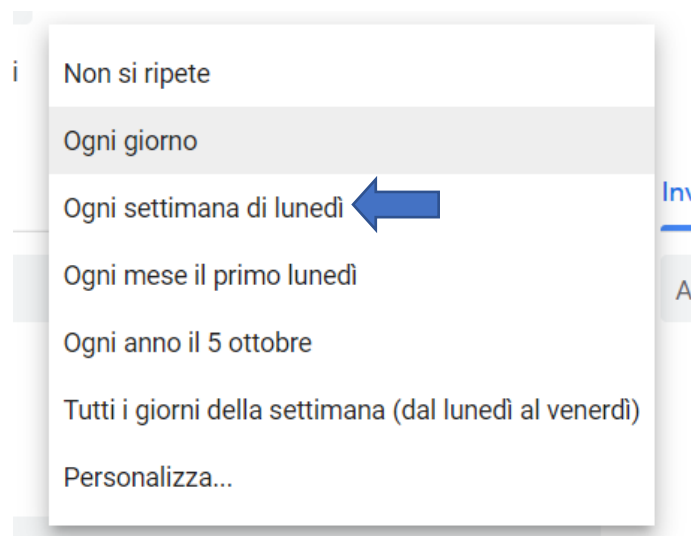 i
Non si ripete
Ogni giorno
Ogni settimana di lunedì
Inv
Ogni mese il primo lunedì
A
Ogni anno il 5 ottobre
Tutti i giorni della settimana (dal lunedì al venerdì)
Personalizza...